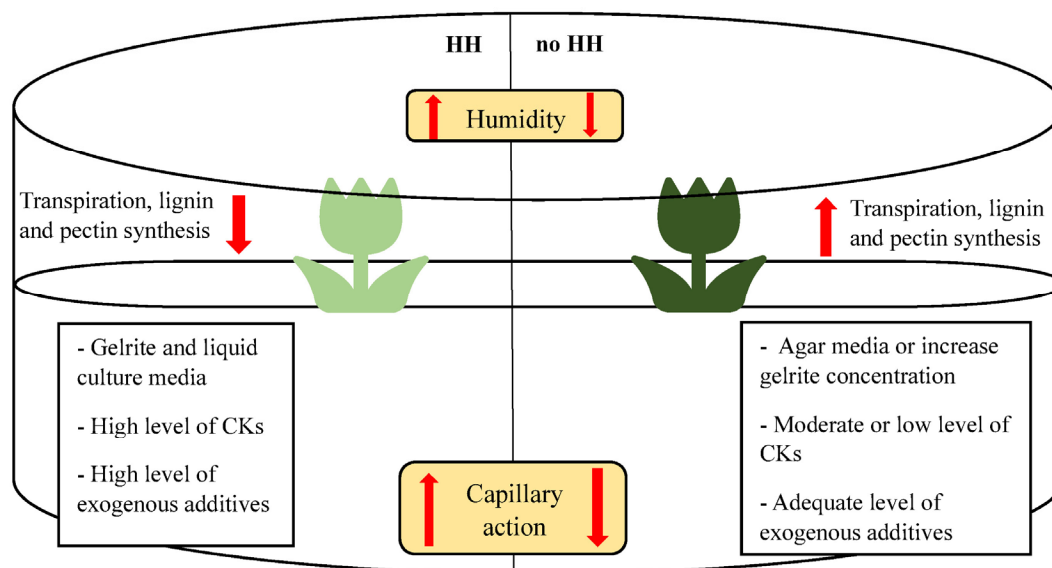 HH
no HH
Humidity
Transpiration, lignin
and pectin synthesis
Transpiration, lignin
and pectin synthesis
- Gelrite and liquid
culture media
- High level of CKs
- High level of
exogenous additives
- Agar media or increase
gelrite concentration
- Moderate or low level of
CKs
- Adequate level of
exogenous additives
Capillary
action